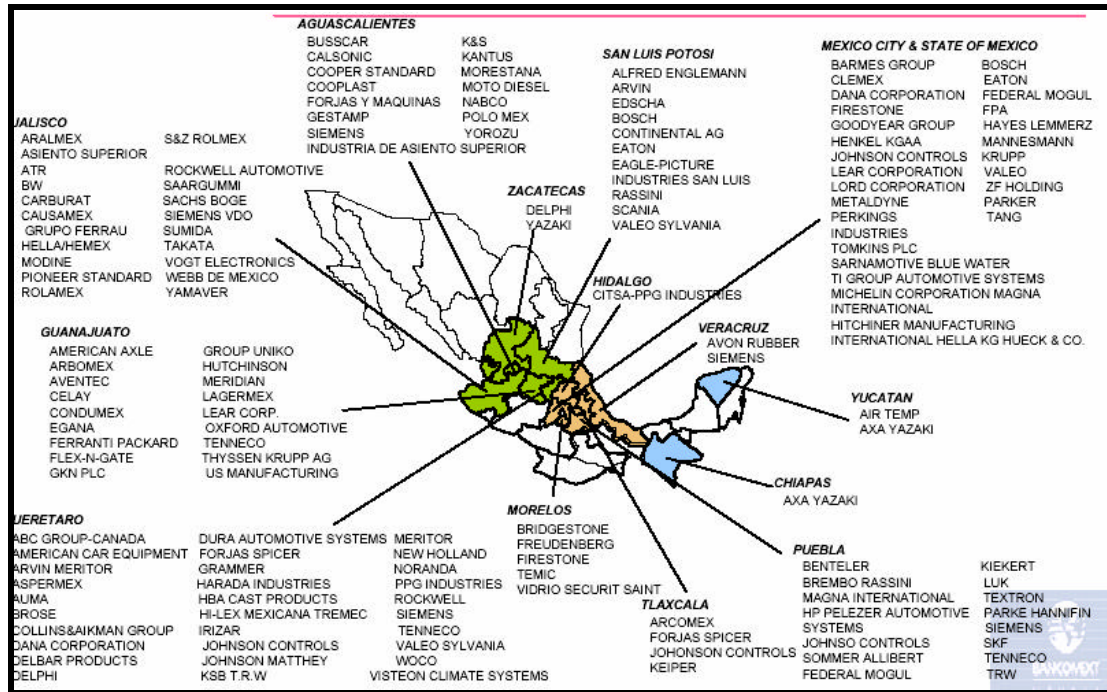 AGUASCALIENTES
BUSSCAR K&S
CALSONIC KANTUS
COOPER STANDARD MORESTANA
COOPLAST MOTO DIESEL
FORJAS Y MAQUINAS NABCO
GESTAMP POLO MEX
SIEMENS YOROZU
INDUSTRIA DE ASIENTO SUPERIOR
SAN LUIS POTOSI
ALFRED ENGLEMANN
ARVIN
EDSCHA
BOSCH
CONTINENTAL AG
EATON
EAGLE-PICTURE
INDUSTRIES SAN LUIS
RASSINI
SCANIA
VALEO SYLVANIA
MEXICO CITY & STATE OF MEXICO
BARMES GROUP BOSCH
CLEMEX EATON
DANA CORPORATION FEDERAL MOGUL
FIRESTONE FPA
GOODYEAR GROUP HAYES LEMMERZ
HENKEL KGAA MANNESMANN
JOHNSON CONTROLS KRUPP
LEAR CORPORATION VALEO
LORD CORPORATION ZF HOLDING
METALDYNE PARKER
PERKINGS TANG
INDUSTRIES
TOMKINS PLC
SARNAMOTIVE BLUE WATER
TI GROUP AUTOMOTIVE SYSTEMS
MICHELIN CORPORATION MAGNA
INTERNATIONAL
HITCHINER MANUFACTURING
INTERNATIONAL HELLA KG HUECK & CO.
JALISCO
ARALMEX S&Z ROLMEX
ASIENTO SUPERIOR
ATR ROCKWELL AUTOMOTIVE
BW SAARGUMMI
CARBURAT SACHS BOGE
CAUSAMEX SIEMENS VDO
GRUPO FERRAU SUMIDA
HELLA/HEMEX TAKATA
MODINE VOGT ELECTRONICS
PIONEER STANDARD WEBB DE MEXICO
ROLAMEX YAMAVER
ZACATECAS
DELPHI
YAZAKI
HIDALGO
CITSA-PPG INDUSTRIES
VERACRUZ
AVON RUBBER
SIEMENS
GUANAJUATO
AMERICAN AXLE GROUP UNIKO
ARBOMEX HUTCHINSON
AVENTEC MERIDIAN
CELAY LAGERMEX
CONDUMEX LEAR CORP.
EGANA OXFORD AUTOMOTIVE
FERRANTI PACKARD TENNECO
FLEX-N-GATE THYSSEN KRUPP AG
GKN PLC US MANUFACTURING
YUCATAN
AIR TEMP
AXA YAZAKI
CHIAPAS
AXA YAZAKI
UERETARO
ABC GROUP-CANADA DURA AUTOMOTIVE SYSTEMS MERITOR
AMERICAN CAR EQUIPMENT FORJAS SPICER NEW HOLLAND
ARVIN MERITOR GRAMMER NORANDA
ASPERMEX HARADA INDUSTRIES PPG INDUSTRIES
AUMA HBA CAST PRODUCTS ROCKWELL
BROSE HI-LEX MEXICANA TREMEC SIEMENS
COLLINS&AIKMAN GROUP IRIZAR TENNECO
DANA CORPORATION JOHNSON CONTROLS VALEO SYLVANIA
DELBAR PRODUCTS JOHNSON MATTHEY WOCO
DELPHI KSB T.R.W VISTEON CLIMATE SYSTEMS
MORELOS
BRIDGESTONE
FREUDENBERG
FIRESTONE
TEMIC
VIDRIO SECURIT SAINT
TLAXCALA
ARCOMEX
FORJAS SPICER
JOHONSON CONTROLS
KEIPER
PUEBLA
BENTELER KIEKERT
BREMBO RASSINI LUK
MAGNA INTERNATIONAL TEXTRON
HP PELEZER AUTOMOTIVE PARKE HANNIFIN
SYSTEMS SIEMENS
JOHNSO CONTROLS SKF
SOMMER ALLIBERT TENNECO
FEDERAL MOGUL TRW
BANCOMEXT